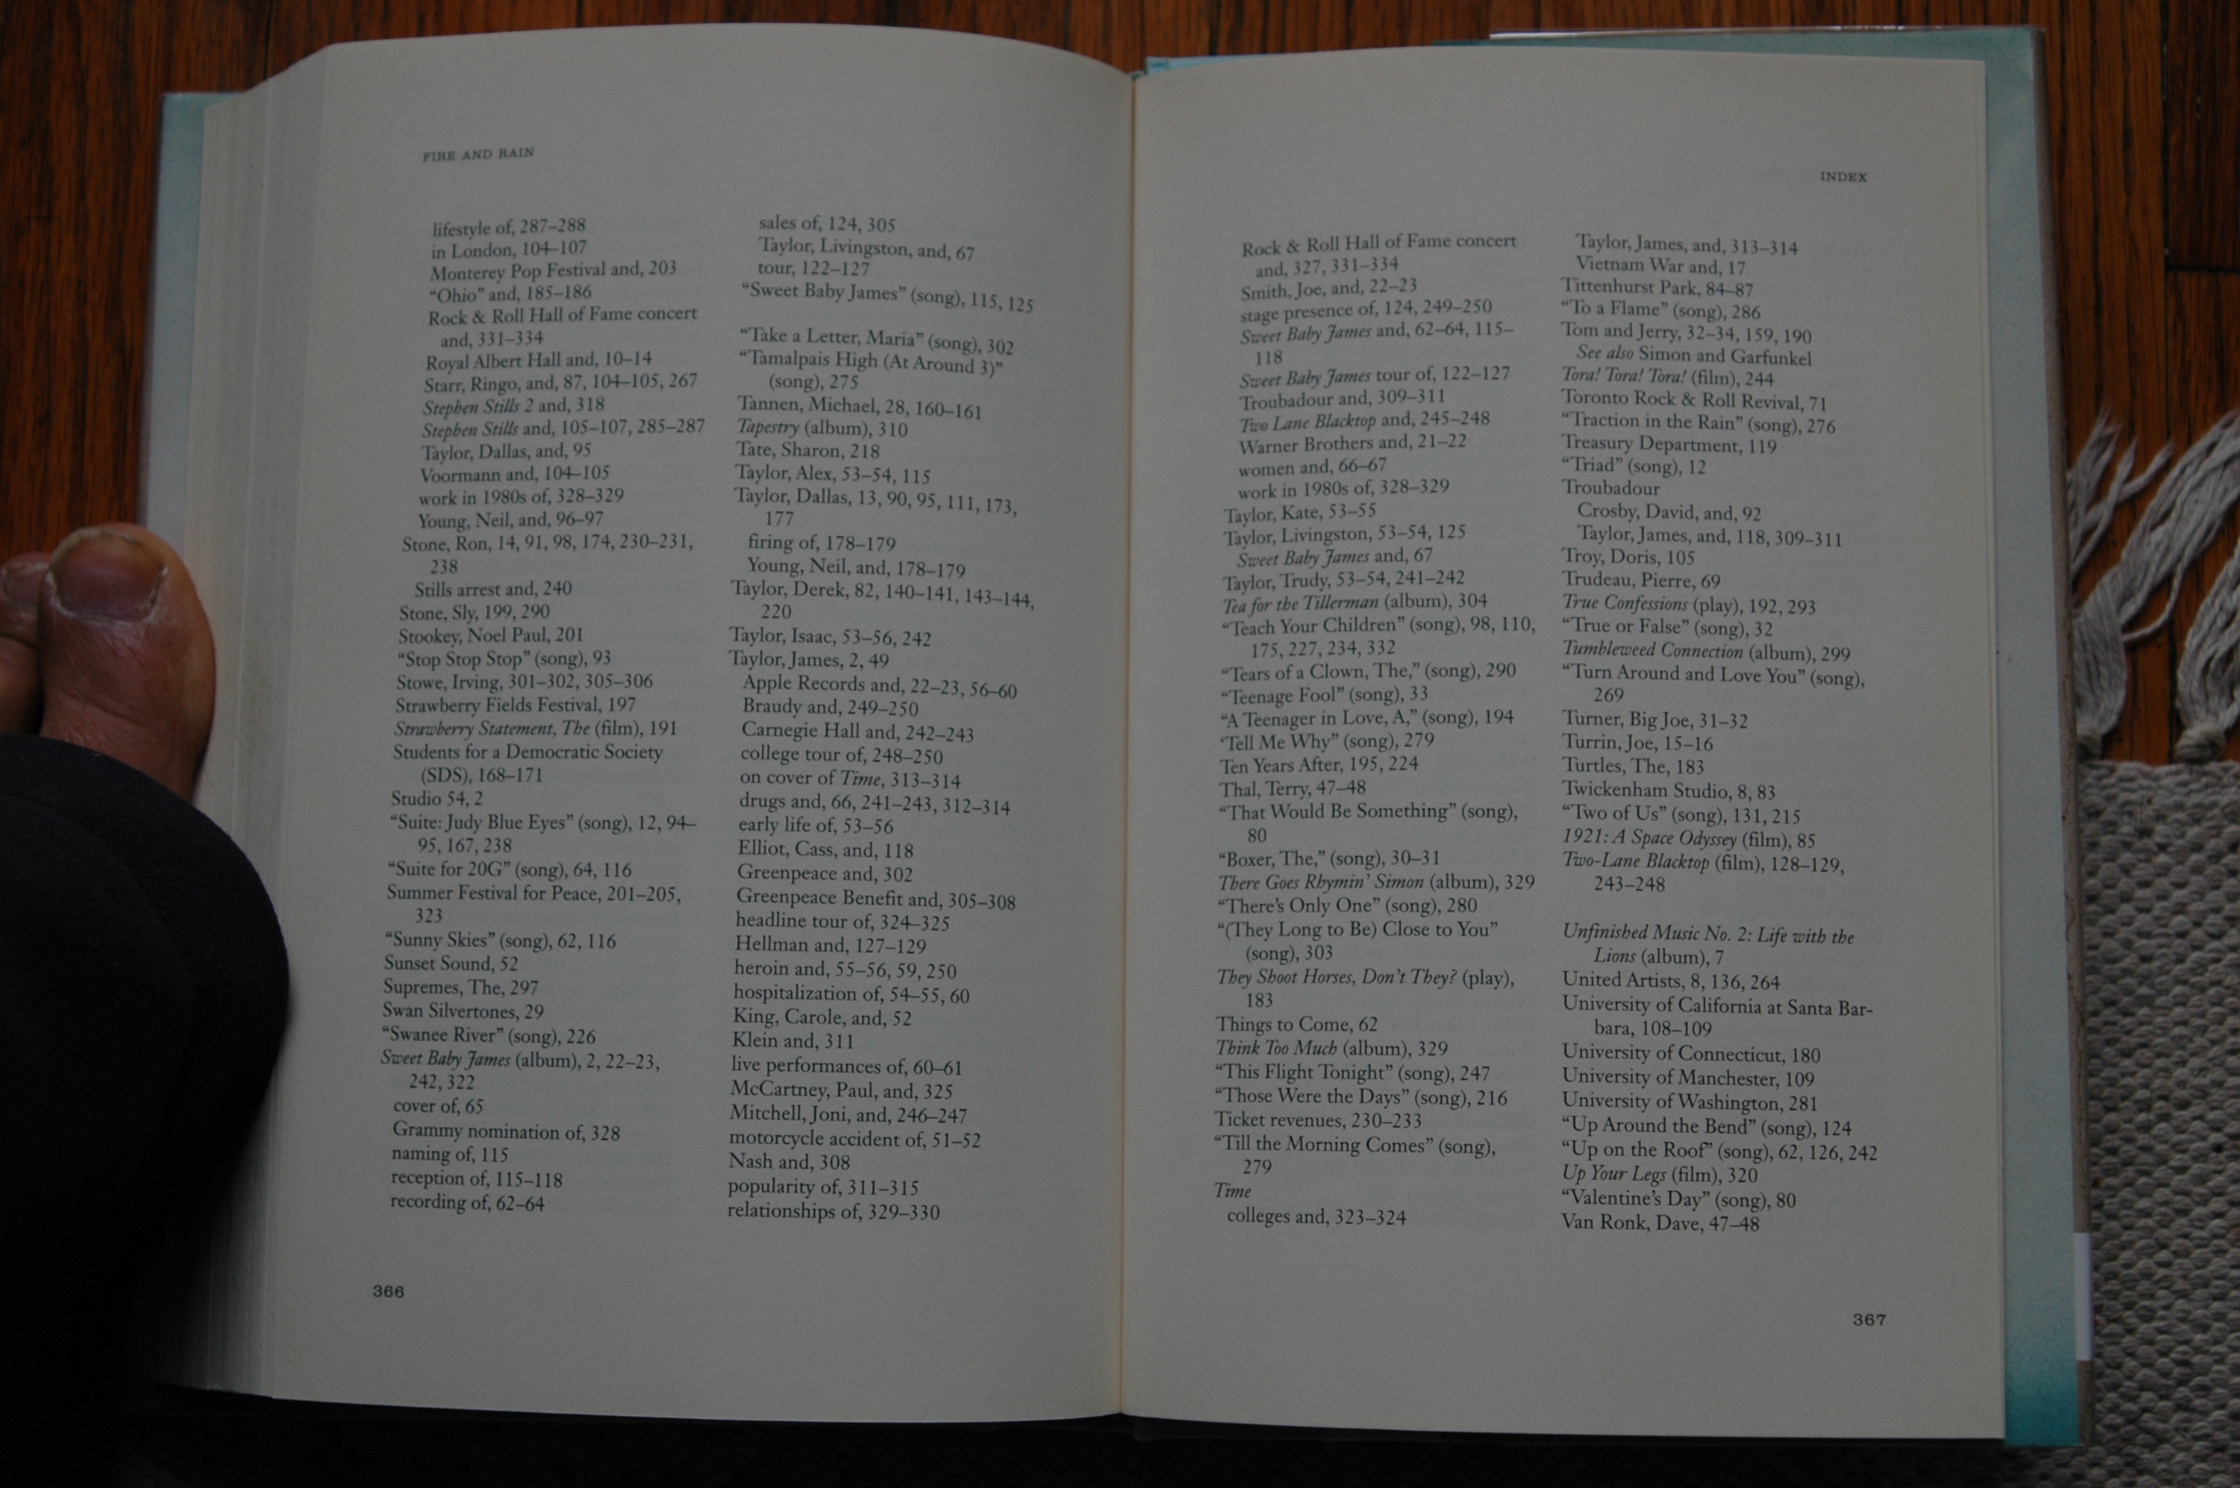 FIRE AND RAIN
lifestyle of, 287–288
in London, 104–107
Monterey Pop Festival and, 203
“Ohio” and, 185–186
Rock & Roll Hall of Fame concert
and, 331–334
Royal Albert Hall and, 10–14
Starr, Ringo, and, 87, 104–105, 267
Stephen Stills 2 and, 318
Stephen Stills and, 105–107, 285–287
Taylor, Dallas, and, 95
Voormann and, 104–105
work in 1980s of, 328–329
Young, Neil, and, 96–97
Stone, Ron, 14, 91, 98, 174, 230–231,
238
Stills arrest and, 240
Stone, Sly, 199, 290
Stookey, Noel Paul, 201
“Stop Stop Stop” (song), 93
Stowe, Irving, 301–302, 305–306
Strawberry Fields Festival, 197
Strawberry Statement, The (film), 191
Students for a Democratic Society
(SDS), 168–171
Studio 54, 2
“Suite: Judy Blue Eyes” (song), 12, 94–
95, 167, 238
“Suite for 20G” (song), 64, 116
Summer Festival for Peace, 201–205,
323
“Sunny Skies” (song), 62, 116
Sunset Sound, 52
Supremes, The, 297
Swan Silvertones, 29
“Swanee River” (song), 226
Sweet Baby James (album), 2, 22–23,
242, 322
cover of, 65
Grammy nomination of, 328
naming of, 115
reception of, 115–118
recording of, 62–64
sales of, 124, 305
Taylor, Livingston, and, 67
tour, 122–127
“Sweet Baby James” (song), 115, 125
“Take a Letter, Maria” (song), 302
“Tamalpais High (At Around 3)”
(song), 275
Tannen, Michael, 28, 160–161
Tapestry (album), 310
Tate, Sharon, 218
Taylor, Alex, 53–54, 115
Taylor, Dallas, 13, 90, 95, 111, 173,
177
firing of, 178–179
Young, Neil, and, 178–179
Taylor, Derek, 82, 140–141, 143–144,
220
Taylor, Isaac, 53–56, 242
Taylor, James, 2, 49
Apple Records and, 22–23, 56–60
Braudy and, 249–250
Carnegie Hall and, 242–243
college tour of, 248–250
on cover of Time, 313–314
drugs and, 66, 241–243, 312–314
early life of, 53–56
Elliot, Cass, and, 118
Greenpeace and, 302
Greenpeace Benefit and, 305–308
headline tour of, 324–325
Hellman and, 127–129
heroin and, 55–56, 59, 250
hospitalization of, 54–55, 60
King, Carole, and, 52
Klein and, 311
live performances of, 60–61
McCartney, Paul, and, 325
Mitchell, Joni, and, 246–247
motorcycle accident of, 51–52
Nash and, 308
popularity of, 311–315
relationships of, 329–330
366
INDEX
Rock & Roll Hall of Fame concert
and, 327, 331–334
Smith, Joe, and, 22–23
stage presence of, 124, 249–250
Sweet Baby James and, 62–64, 115–
118
Sweet Baby James tour of, 122–127
Troubadour and, 309–311
Two Lane Blacktop and, 245–248
Warner Brothers and, 21–22
women and, 66–67
work in 1980s of, 328–329
Taylor, Kate, 53–55
Taylor, Livingston, 53–54, 125
Sweet Baby James and, 67
Taylor, Trudy, 53–54, 241–242
Tea for the Tillerman (album), 304
“Teach Your Children” (song), 98, 110,
175, 227, 234, 332
“Tears of a Clown, The,” (song), 290
“Teenage Fool” (song), 33
“A Teenager in Love, A,” (song), 194
“Tell Me Why” (song), 279
Ten Years After, 195, 224
Thal, Terry, 47–48
“That Would Be Something” (song),
80
“Boxer, The,” (song), 30–31
There Goes Rhymin’ Simon (album), 329
“There’s Only One” (song), 280
“(They Long to Be) Close to You”
(song), 303
They Shoot Horses, Don’t They? (play),
183
Things to Come, 62
Think Too Much (album), 329
“This Flight Tonight” (song), 247
“Those Were the Days” (song), 216
Ticket revenues, 230–233
“Till the Morning Comes” (song),
279
Time
colleges and, 323–324
Taylor, James, and, 313–314
Vietnam War and, 17
Tittenhurst Park, 84–87
“To a Flame” (song), 286
Tom and Jerry, 32–34, 159, 190
See also Simon and Garfunkel
Tora! Tora! Tora! (film), 244
Toronto Rock & Roll Revival, 71
“Traction in the Rain” (song), 276
Treasury Department, 119
“Triad” (song), 12
Troubadour
Crosby, David, and, 92
Taylor, James, and, 118, 309–311
Troy, Doris, 105
Trudeau, Pierre, 69
True Confessions (play), 192, 293
“True or False” (song), 32
Tumbleweed Connection (album), 299
“Turn Around and Love You” (song),
269
Turner, Big Joe, 31–32
Turrin, Joe, 15–16
Turtles, The, 183
Twickenham Studio, 8, 83
“Two of Us” (song), 131, 215
1921: A Space Odyssey (film), 85
Two-Lane Blacktop (film), 128–129,
243–248
Unfinished Music No. 2: Life with the
Lions (album), 7
United Artists, 8, 136, 264
University of California at Santa Bar-
bara, 108–109
University of Connecticut, 180
University of Manchester, 109
University of Washington, 281
“Up Around the Bend” (song), 124
“Up on the Roof” (song), 62, 126, 242
Up Your Legs (film), 320
“Valentine’s Day” (song), 80
Van Ronk, Dave, 47–48
367